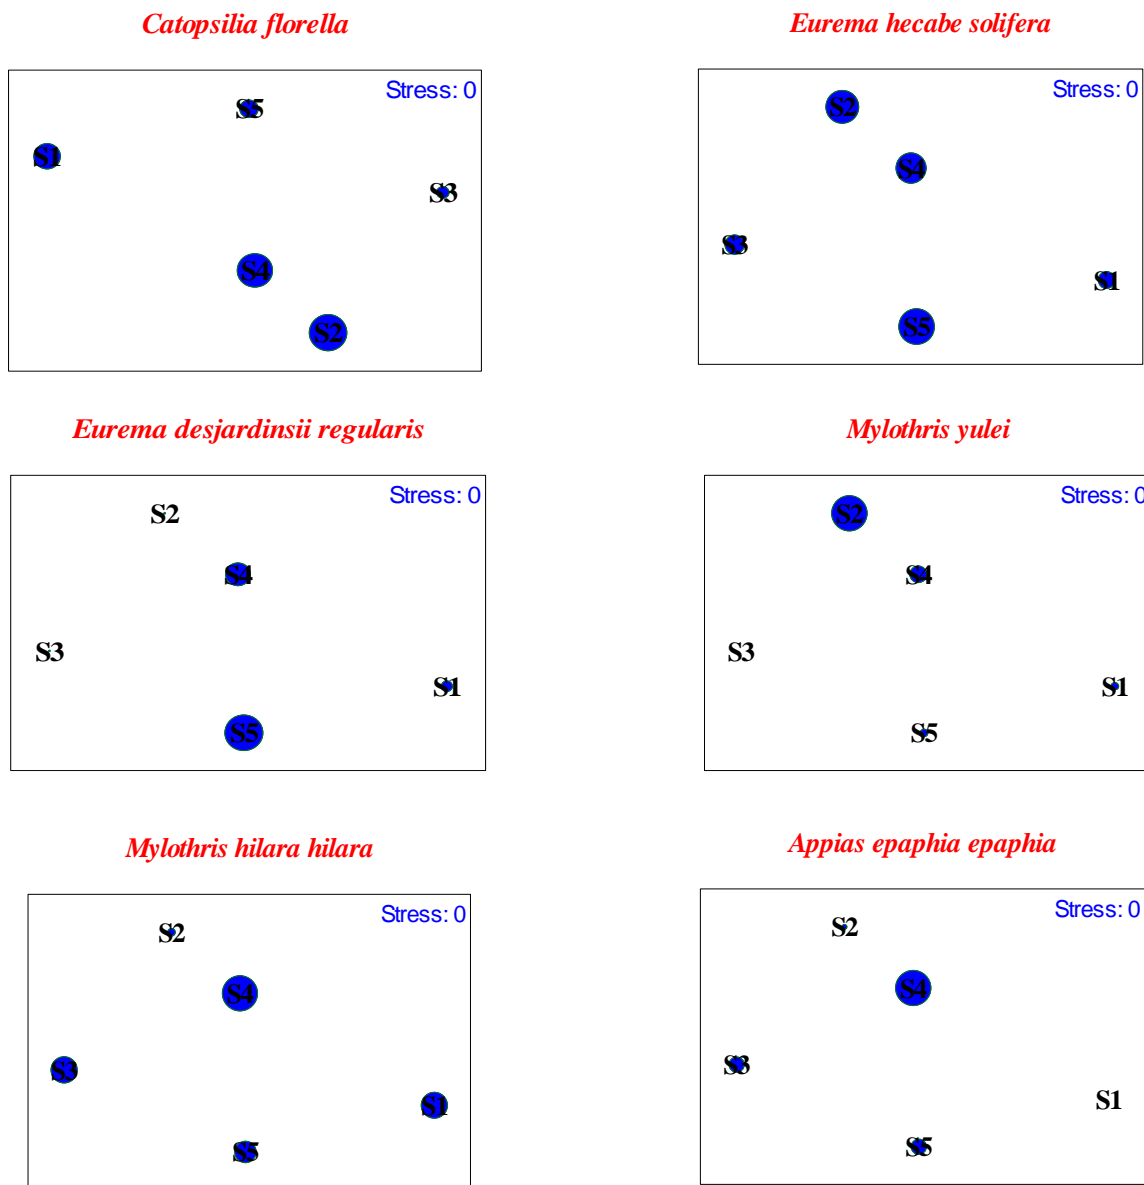 Catopsilia florella
Stress: 0
S5
S1
S3
S4
S2
Eurema hecabe solifera
Stress: 0
S2
S4
S3
S1
S5
Eurema desjardinsii regularis
Stress: 0
S2
S4
S3
S1
S5
Mylothris yulei
Stress: 0
S2
S4
S3
S1
S5
Mylothris hilara hilara
Stress: 0
S2
S4
S3
S1
S5
Appias epaphia epaphia
Stress: 0
S2
S4
S3
S1
S5